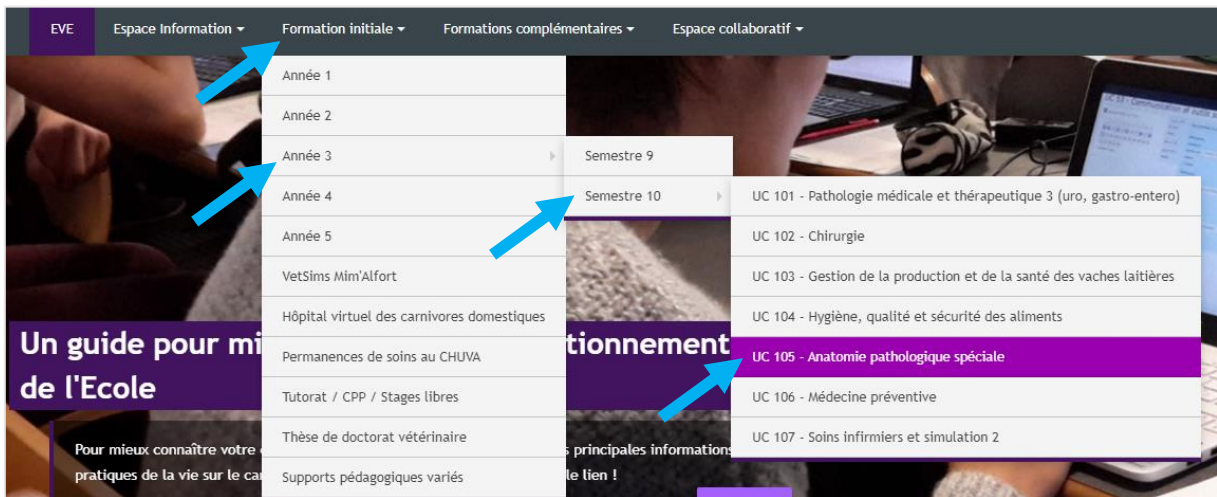 EVE
Espace Information
Formation initiale
Formations complémentaires
Espace collaboratif
Année 1
Année 2
Année 3
Semestre 9
Année 4
Semestre 10
UC 101 - Pathologie médicale et thérapeutique 3 (uro, gastro-entero)
Année 5
UC 102 - Chirurgie
VetSims Mim'Alfort
UC 103 - Gestion de la production et de la santé des vaches laitières
Hôpital virtuel des carnivores domestiques
UC 104 - Hygiène, qualité et sécurité des aliments
Un guide pour mi
tionnement
Permanences de soins au CHUVA
UC 105 - Anatomie pathologique spéciale
de l'Ecole
Tutorat / CPP / Stages libres
UC 106 - Médecine préventive
Thèse de doctorat vétérinaire
UC 107 - Soins infirmiers et simulation 2
Pour mieux connaître votre
s principales informations
pratiques de la vie sur le ca
Supports pédagogiques variés
le lien !